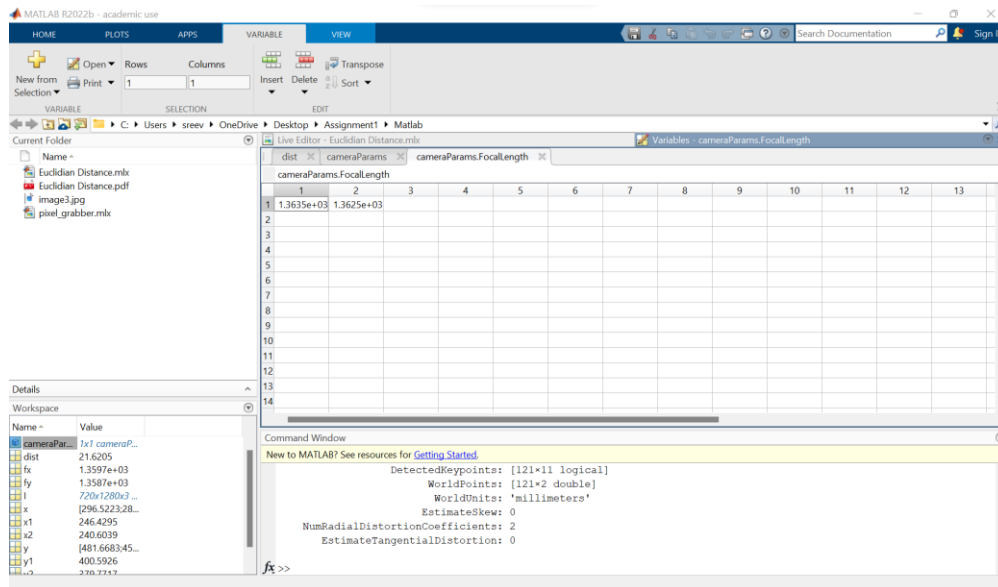 MATLAB R2022b - academic use
HOME PLOTS APPS VARIABLE VIEW Search Documentation Sign
New from Selection
Open Rows Columns
Print 1 1
Insert Delete Transpose
Sort
VARIABLE SELECTION EDIT
C: Users sreev OneDrive Desktop Assignment1 Matlab
Current Folder
Name
Euclidian Distance.mlx
Euclidian Distance.pdf
image3.jpg
pixel_grabber.mlx
Details
Workspace
Name Value
cameraPar... 1x1 cameraP...
dist 21.6205
fx 1.3597e+03
fy 1.3587e+03
I 720x1280x3 ...
x [296.5223;28...
x1 246.4295
x2 240.6039
y [481.6683;45...
y1 400.5926
y2 279.7717
Live Editor - Euclidian Distance.mlx
Variables - cameraParams.FocalLength
dist cameraParams cameraParams.FocalLength
cameraParams.FocalLength
1 2 3 4 5 6 7 8 9 10 11 12 13
1 1.3635e+03 1.3625e+03
2
3
4
5
6
7
8
9
10
11
12
13
14
Command Window
New to MATLAB? See resources for Getting Started.
DetectedKeypoints: [121×11 logical]
WorldPoints: [121×2 double]
WorldUnits: 'millimeters'
EstimateSkew: 0
NumRadialDistortionCoefficients: 2
EstimateTangentialDistortion: 0
fx >>